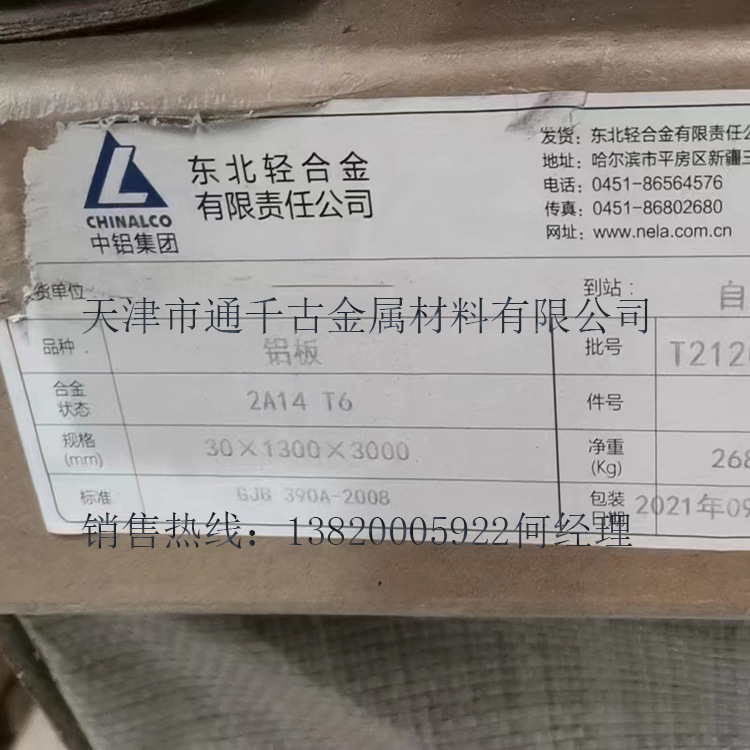 CHINALCO
中铝集团
东北轻合金
有限责任公司
发货：东北轻合金有限责任公
地址：哈尔滨市平房区新疆三
电话：0451-86564576
传真：0451-86802680
网址：www.nela.com.cn
货单位
到站：
自
天津市通千古金属材料有限公司
品种
铝板
批号
T212
合金
状态
2A14 T6
件号
规格
(mm)
30×1300×3000
净重
(Kg)
268
标准
GJB 390A-2008
包装
日期
2021年09
销售热线：13820005922何经理